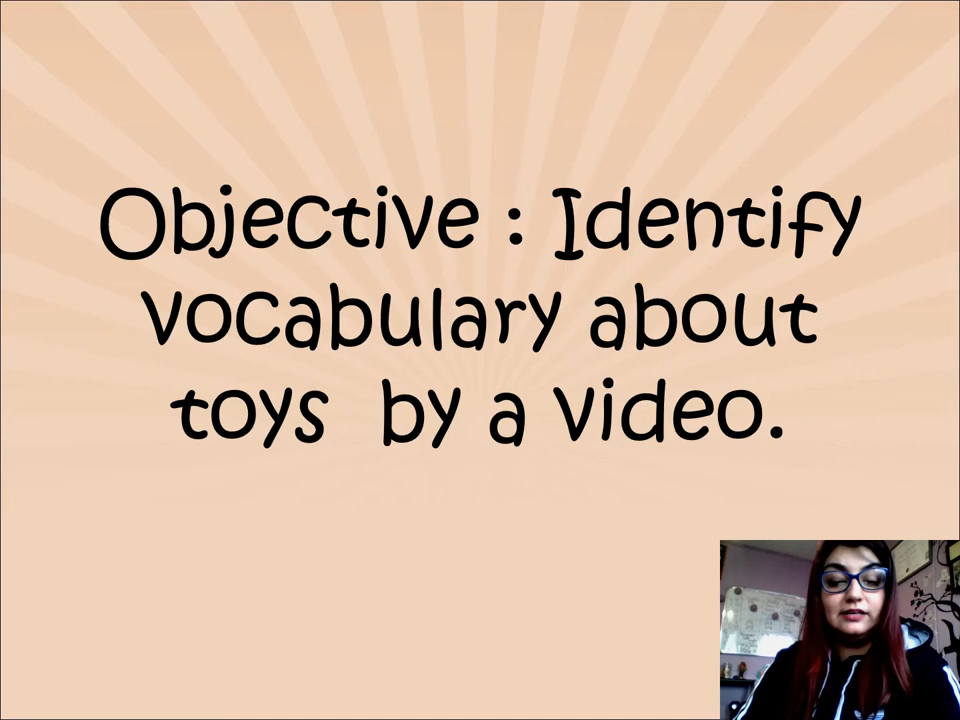 Objective : Identify
vocabulary about
toys  by a video.